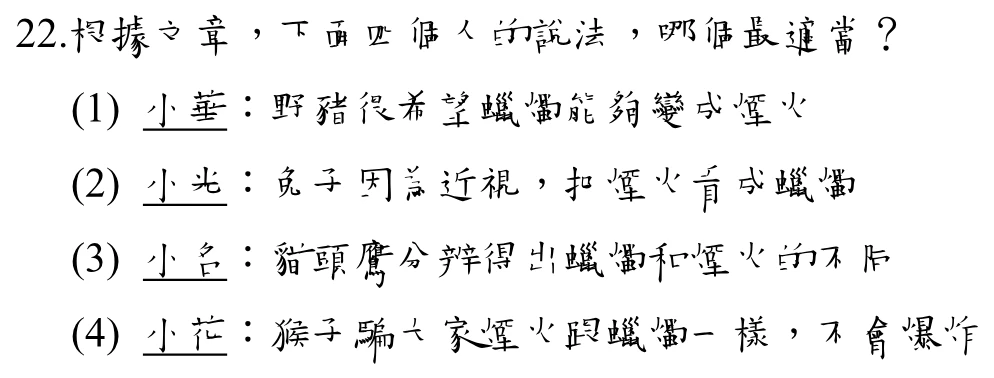 22.根據文章，下面四個人的說法，哪個最適當？
(1) 小華：野豬很希望蠟燭能夠變成煙火
(2) 小光：兔子因為近視，把煙火看成蠟燭
(3) 小名：貓頭鷹分辨得出蠟燭和煙火的不同
(4) 小花：猴子騙大家煙火跟蠟燭一樣，不會爆炸